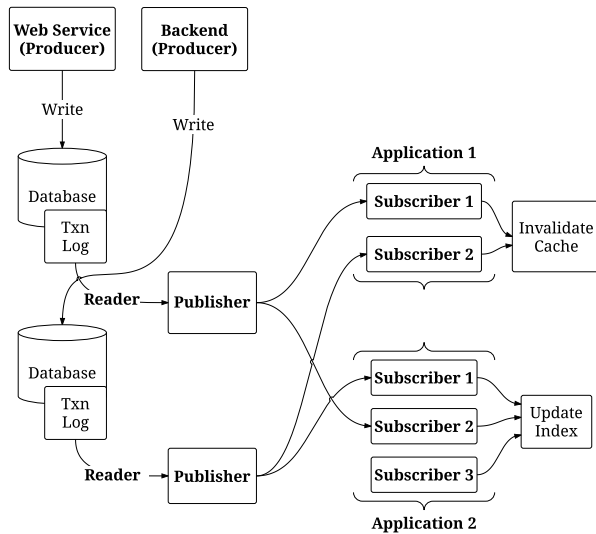 Web Service
(Producer)
Backend
(Producer)
Write
Write
Database
Txn
Log
Reader
Publisher
Application 1
Subscriber 1
Subscriber 2
Invalidate
Cache
Database
Txn
Log
Reader
Publisher
Subscriber 1
Subscriber 2
Subscriber 3
Update
Index
Application 2